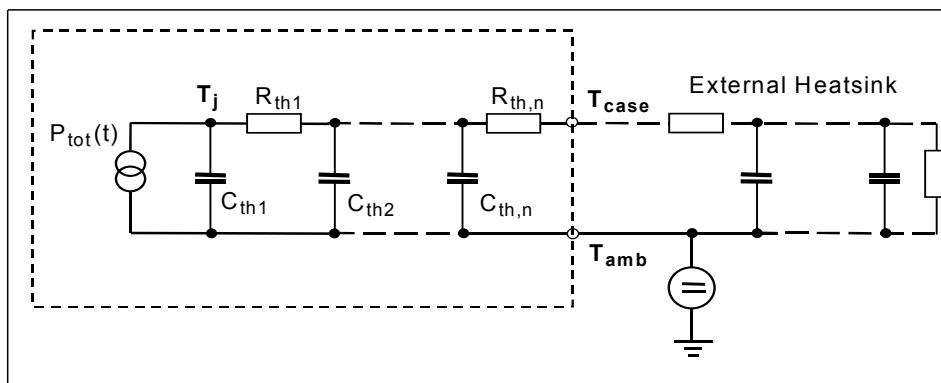 External Heatsink
T_j
R_th1
R_th,n
T_case
P_tot(t)
C_th1
C_th2
C_th,n
T_amb